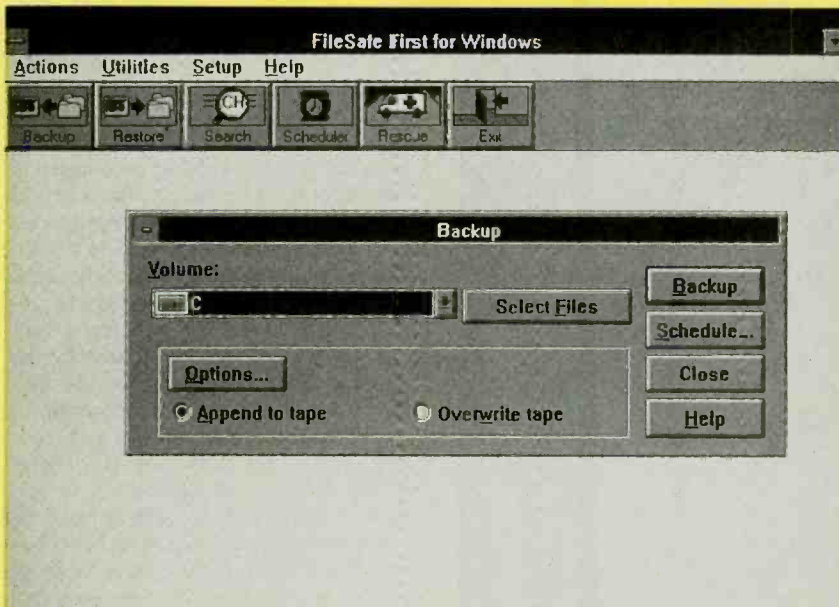 FileSafe First for Windows
Actions Utilities Setup Help
Backup Restore Search Scheduler Rescue Exit
CH
Backup
Volume:
C
Select Files
Backup
Schedule...
Options...
Close
Append to tape Overwrite tape
Help